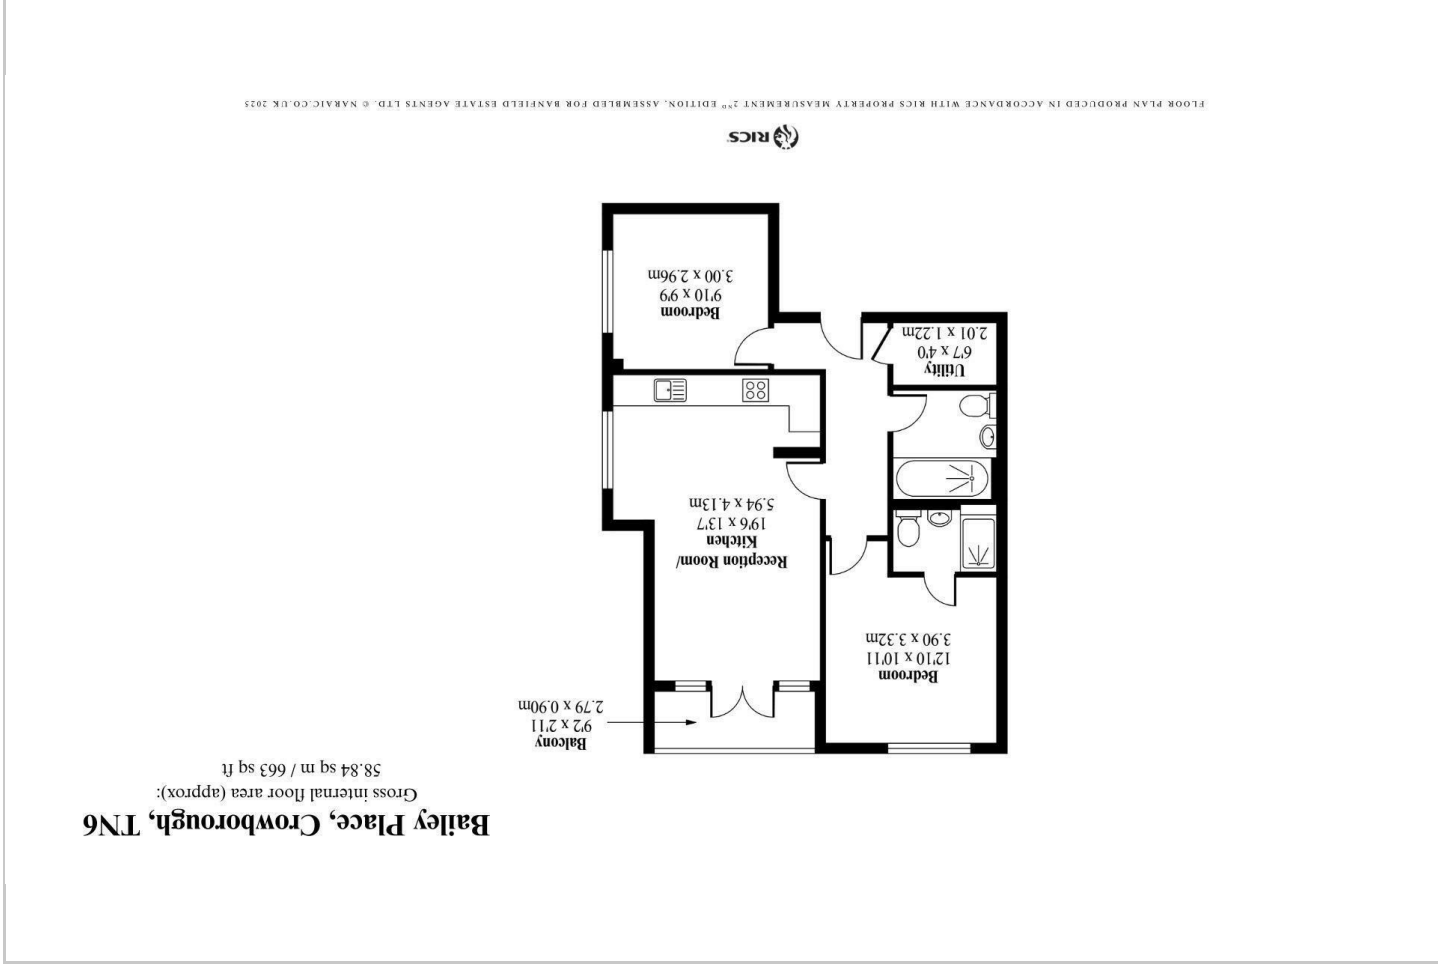 Bailey Place, Crowborough, TN6
Gross internal floor area (approx):
58.84 sq m / 663 sq ft
Balcony
9'2 x 2'11
2.79 x 0.90m
Bedroom
12'10 x 10'11
3.90 x 3.32m
Reception Room/
Kitchen
19'6 x 13'7
5.94 x 4.13m
Utility
6'7 x 4'0
2.01 x 1.22m
Bedroom
9'10 x 9'9
3.00 x 2.96m
RICS
FLOOR PLAN PRODUCED IN ACCORDANCE WITH RICS PROPERTY MEASUREMENT 2ND EDITION. ASSEMBLED FOR BANFIELD ESTATE AGENTS LTD. © NARAIC.CO.UK 2025